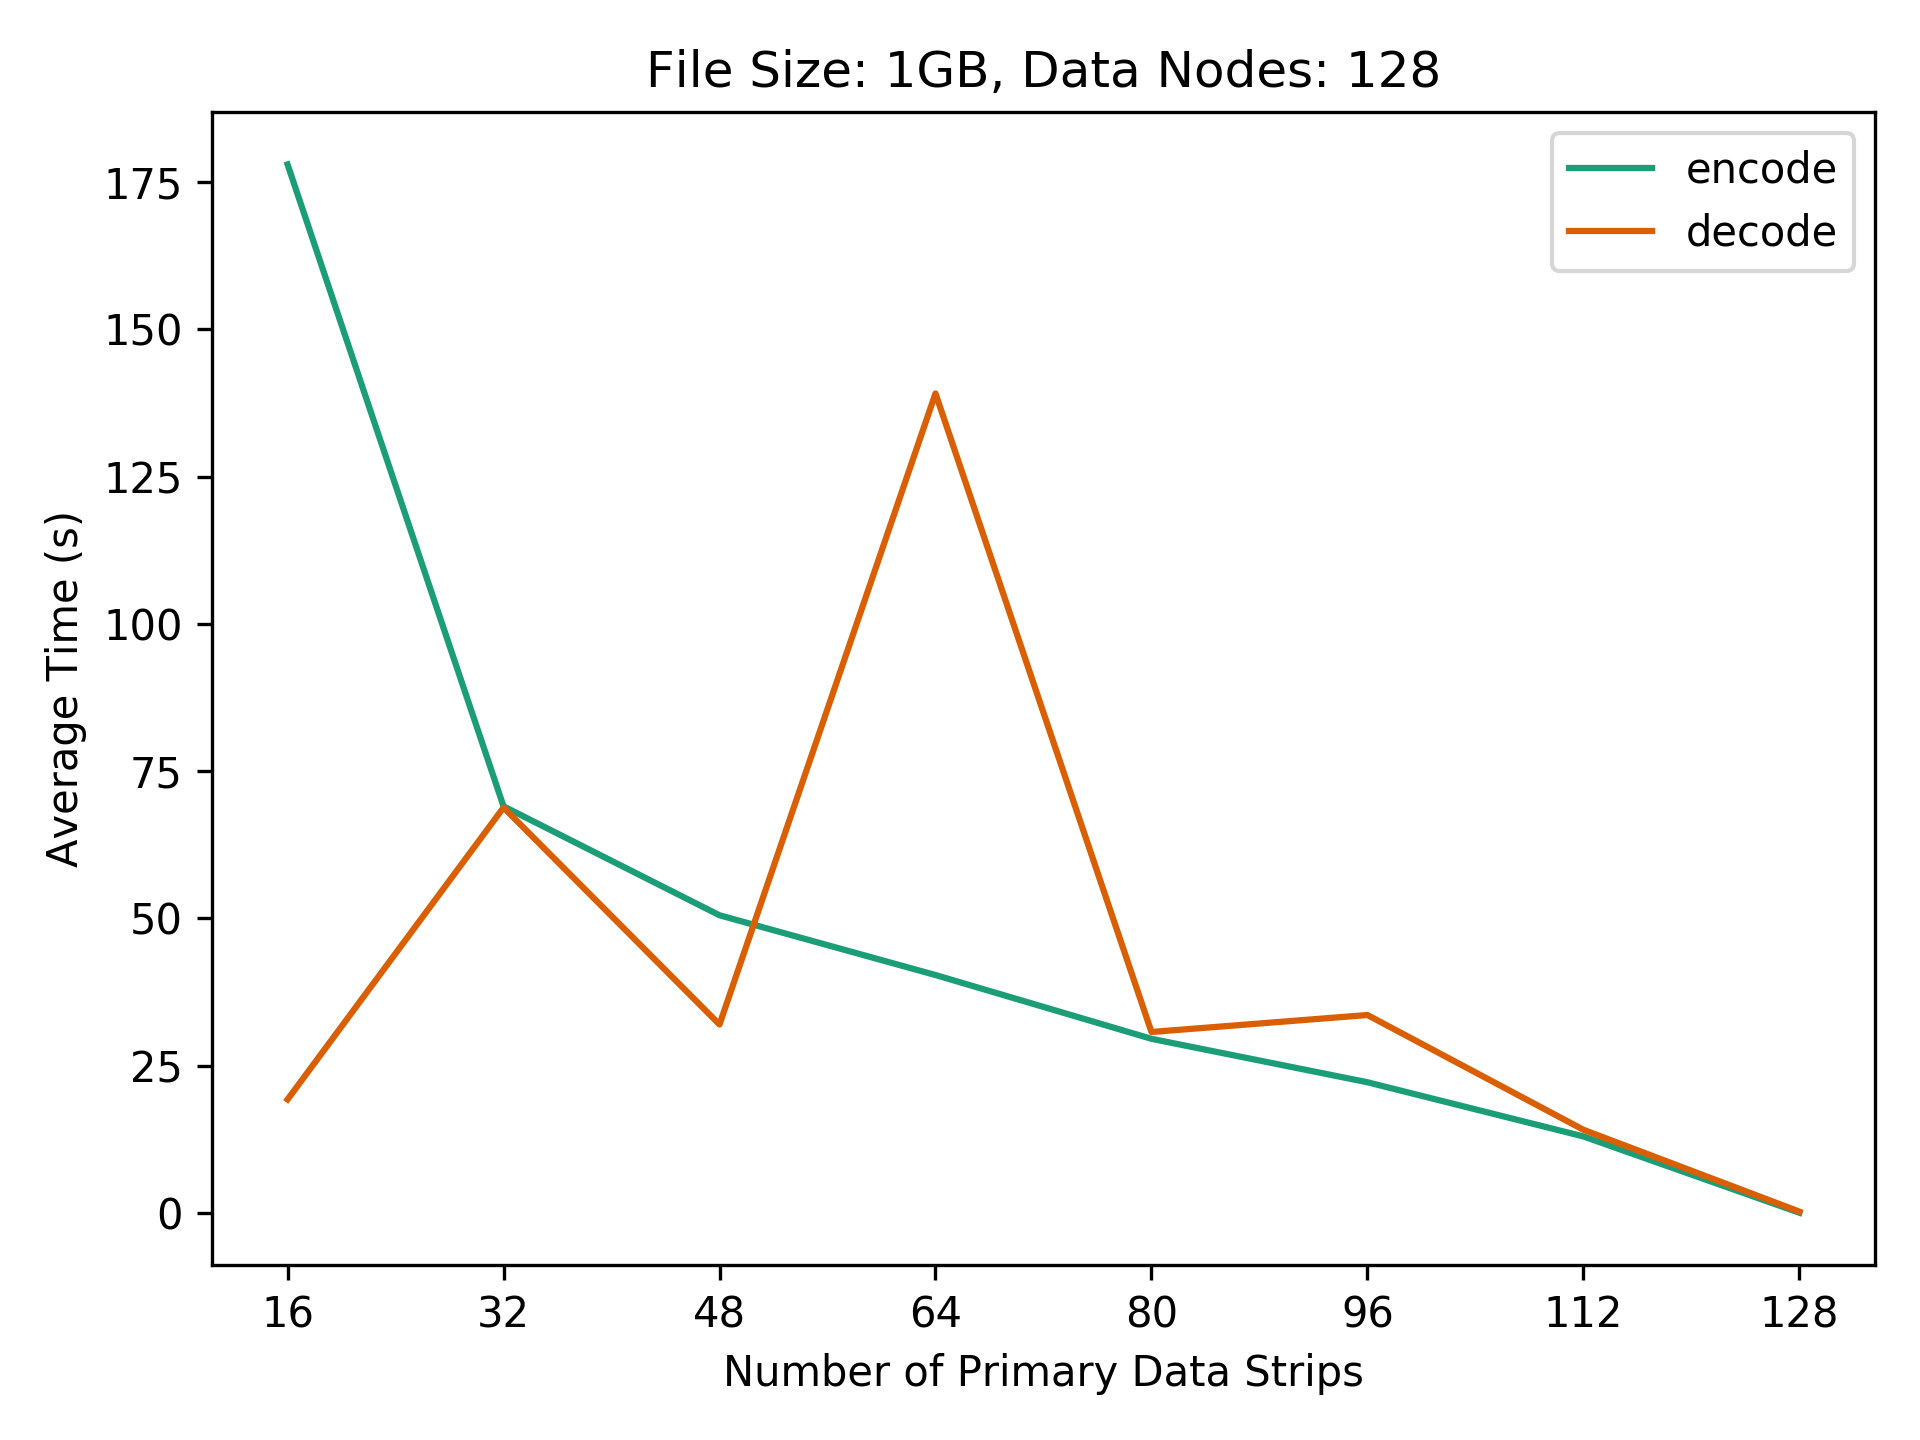 File Size: 1GB, Data Nodes: 128
encode
decode
175
150
125
100
75
50
25
0
Average Time (s)
16 32 48 64 80 96 112 128
Number of Primary Data Strips